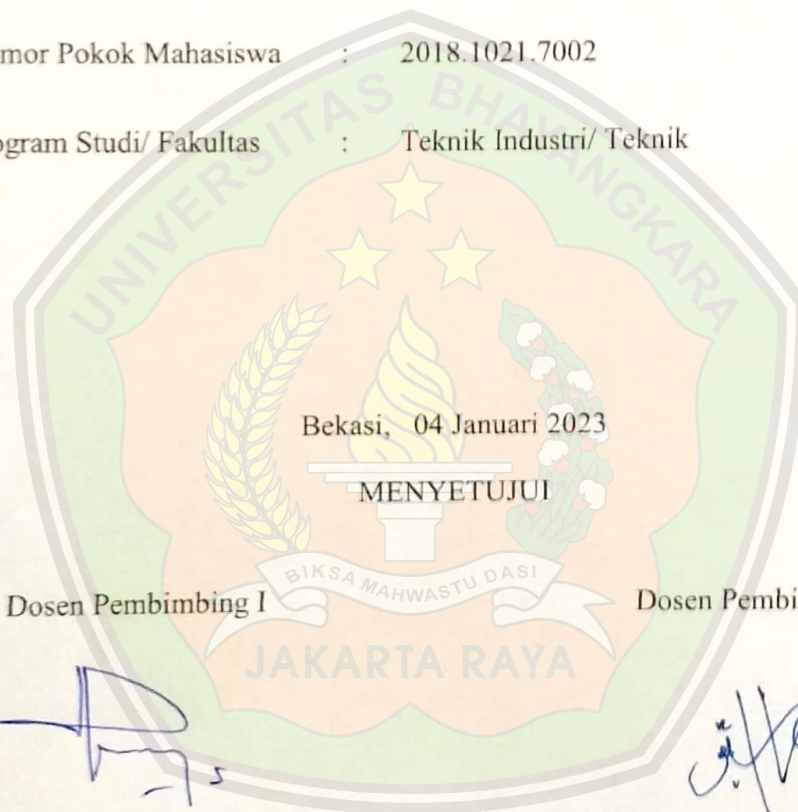 mor Pokok Mahasiswa : 2018.1021.7002
ogram Studi/ Fakultas : Teknik Industri/ Teknik
UNIVERSITAS BHAYANGKARA
Bekasi, 04 Januari 2023
MENYETUJUI
BIKSA MAHWASTU DASI
Dosen Pembimbing I Dosen Pembi
JAKARTA RAYA